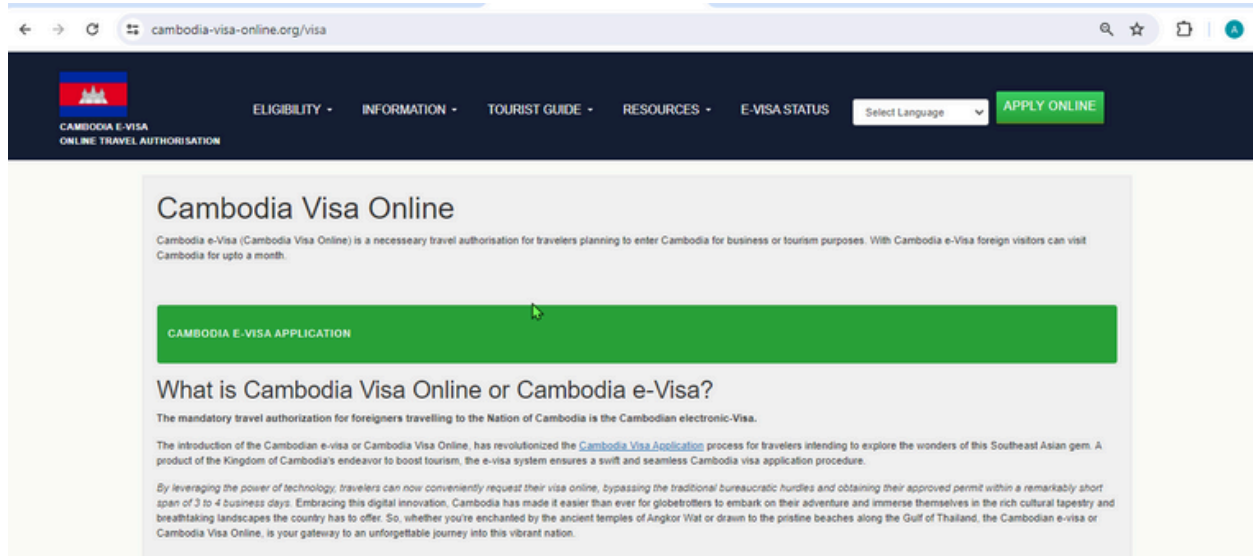 cambodia-visa-online.org/visa
A
CAMBODIA E-VISA
ONLINE TRAVEL AUTHORISATION
ELIGIBILITY
INFORMATION
TOURIST GUIDE
RESOURCES
E-VISA STATUS
Select Language
APPLY ONLINE
Cambodia Visa Online
Cambodia e-Visa (Cambodia Visa Online) is a necesseary travel authorisation for travelers planning to enter Cambodia for business or tourism purposes. With Cambodia e-Visa foreign visitors can visit
Cambodia for upto a month.
CAMBODIA E-VISA APPLICATION
What is Cambodia Visa Online or Cambodia e-Visa?
The mandatory travel authorization for foreigners travelling to the Nation of Cambodia is the Cambodian electronic-Visa.
The introduction of the Cambodian e-visa or Cambodia Visa Online, has revolutionized the Cambodia Visa Application process for travelers intending to explore the wonders of this Southeast Asian gem. A
product of the Kingdom of Cambodia's endeavor to boost tourism, the e-visa system ensures a swift and seamless Cambodia visa application procedure.
By leveraging the power of technology, travelers can now conveniently request their visa online, bypassing the traditional bureaucratic hurdles and obtaining their approved permit within a remarkably short
span of 3 to 4 business days. Embracing this digital innovation, Cambodia has made it easier than ever for globetrotters to embark on their adventure and immerse themselves in the rich cultural tapestry and
breathtaking landscapes the country has to offer. So, whether you're enchanted by the ancient temples of Angkor Wat or drawn to the pristine beaches along the Gulf of Thailand, the Cambodian e-visa or
Cambodia Visa Online, is your gateway to an unforgettable journey into this vibrant nation.